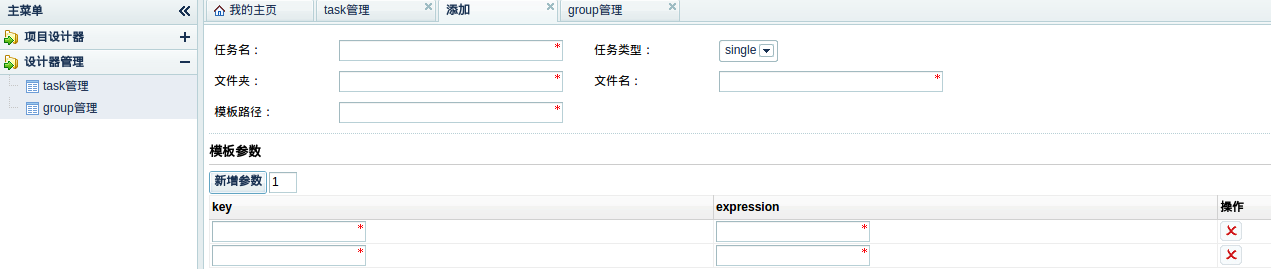 主菜单
我的主页 task管理 添加 group管理
项目设计器
设计器管理
task管理
group管理
任务名： * 任务类型： single
文件夹： * 文件名： *
模板路径： *
模板参数
新增参数 1
key expression 操作
* *
* *